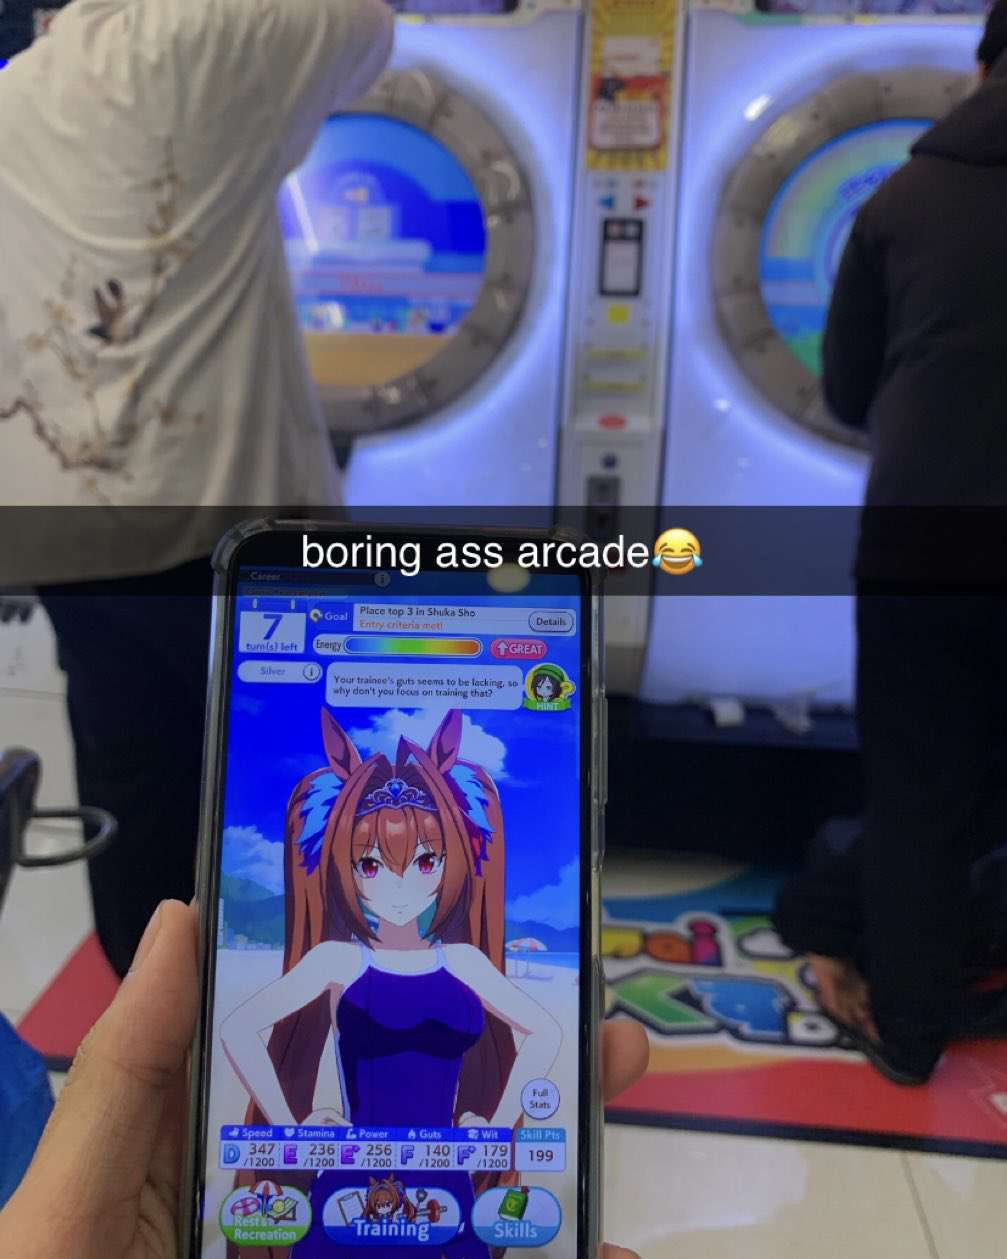 boring ass arcade😂
Career
7
turn(s) left
Goal
Place top 3 in Shuka Sho
Entry criteria met!
Details
Energy
GREAT
Silver
Your trainee's guts seems to be lacking, so
why don't you focus on training that?
HINT
Full
Stats
Speed Stamina Power Guts Wit Skill Pts
D 347 /1200 E 236 /1200 E+ 256 /1200 F 140 /1200 F+ 179 /1200 199
Rest &
Recreation
Training
Skills